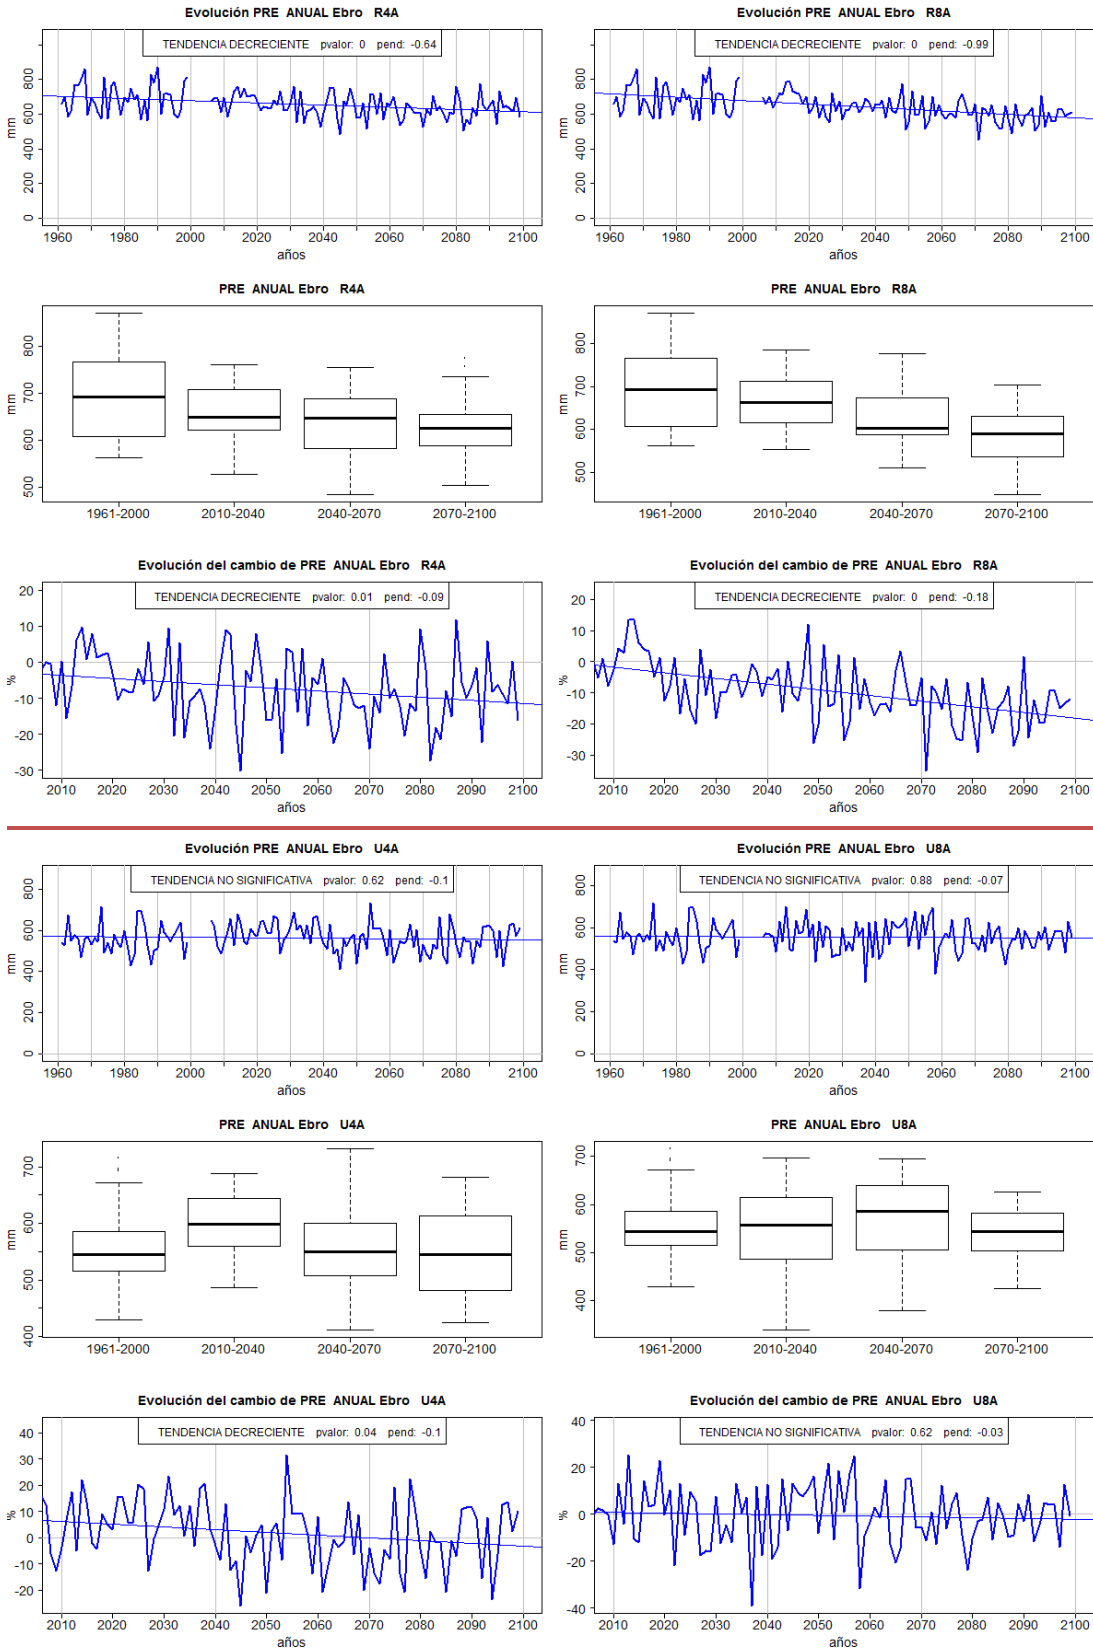 Evolución PRE ANUAL Ebro R4A
TENDENCIA DECRECIENTE pvalor: 0 pend: -0.64
mm
0 200 400 600 800
1960 1980 2000 2020 2040 2060 2080 2100
años
Evolución PRE ANUAL Ebro R8A
TENDENCIA DECRECIENTE pvalor: 0 pend: -0.99
mm
0 200 400 600 800
1960 1980 2000 2020 2040 2060 2080 2100
años
PRE ANUAL Ebro R4A
mm
500 600 700 800
1961-2000 2010-2040 2040-2070 2070-2100
PRE ANUAL Ebro R8A
mm
500 600 700 800
1961-2000 2010-2040 2040-2070 2070-2100
Evolución del cambio de PRE ANUAL Ebro R4A
TENDENCIA DECRECIENTE pvalor: 0.01 pend: -0.09
%
20
10
0
-10
-20
-30
2010 2020 2030 2040 2050 2060 2070 2080 2090 2100
años
Evolución del cambio de PRE ANUAL Ebro R8A
TENDENCIA DECRECIENTE pvalor: 0 pend: -0.18
%
20
10
0
-10
-20
-30
2010 2020 2030 2040 2050 2060 2070 2080 2090 2100
años
Evolución PRE ANUAL Ebro U4A
TENDENCIA NO SIGNIFICATIVA pvalor: 0.62 pend: -0.1
mm
0 200 400 600 800
1960 1980 2000 2020 2040 2060 2080 2100
años
Evolución PRE ANUAL Ebro U8A
TENDENCIA NO SIGNIFICATIVA pvalor: 0.88 pend: -0.07
mm
0 200 400 600 800
1960 1980 2000 2020 2040 2060 2080 2100
años
PRE ANUAL Ebro U4A
mm
400 500 600 700
1961-2000 2010-2040 2040-2070 2070-2100
PRE ANUAL Ebro U8A
mm
400 500 600 700
1961-2000 2010-2040 2040-2070 2070-2100
Evolución del cambio de PRE ANUAL Ebro U4A
TENDENCIA DECRECIENTE pvalor: 0.04 pend: -0.1
%
40
30
20
10
0
-10
-20
2010 2020 2030 2040 2050 2060 2070 2080 2090 2100
años
Evolución del cambio de PRE ANUAL Ebro U8A
TENDENCIA NO SIGNIFICATIVA pvalor: 0.62 pend: -0.03
%
40
20
0
-20
-40
2010 2020 2030 2040 2050 2060 2070 2080 2090 2100
años